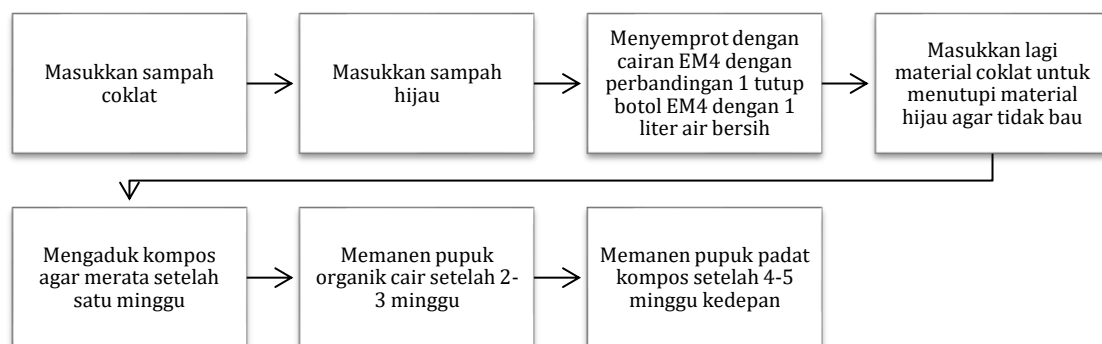 Masukkan sampah
coklat
Masukkan sampah
hijau
Menyemprot dengan
cairan EM4 dengan
perbandingan 1 tutup
botol EM4 dengan 1
liter air bersih
Masukkan lagi
material coklat untuk
menutupi material
hijau agar tidak bau
Mengaduk kompos
agar merata setelah
satu minggu
Memanen pupuk
organik cair setelah 2-
3 minggu
Memanen pupuk padat
kompos setelah 4-5
minggu kedepan